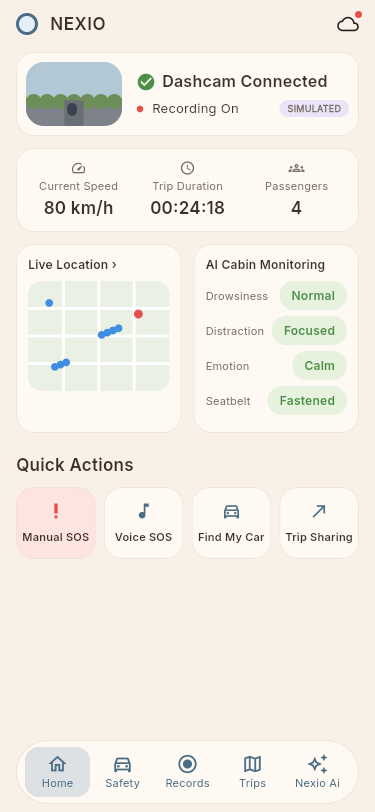 NEXIO
Dashcam Connected
Recording On
SIMULATED
Current Speed
80 km/h
Trip Duration
00:24:18
Passengers
4
Live Location ›
AI Cabin Monitoring
Drowsiness Normal
Distraction Focused
Emotion Calm
Seatbelt Fastened
Quick Actions
Manual SOS
Voice SOS
Find My Car
Trip Sharing
Home
Safety
Records
Trips
Nexio Ai